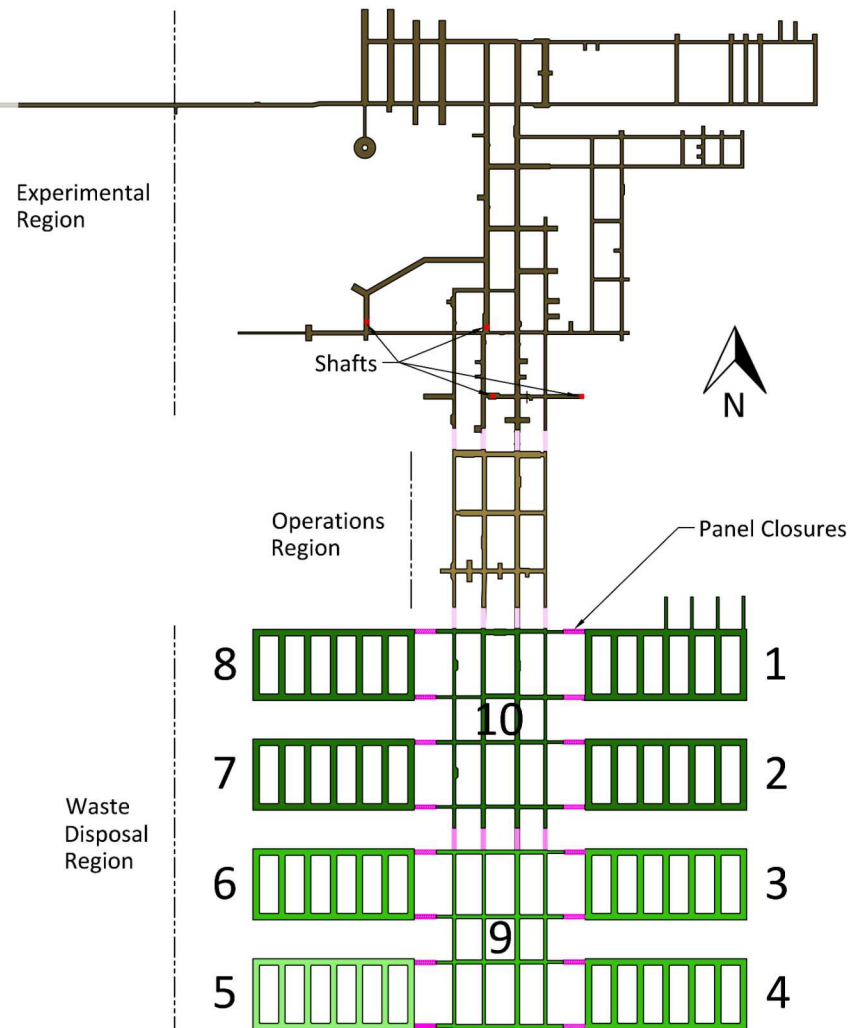 Experimental
Region
Shafts
N
Operations
Region
Panel Closures
8
1
10
7
2
Waste
Disposal
Region
6
3
9
5
4